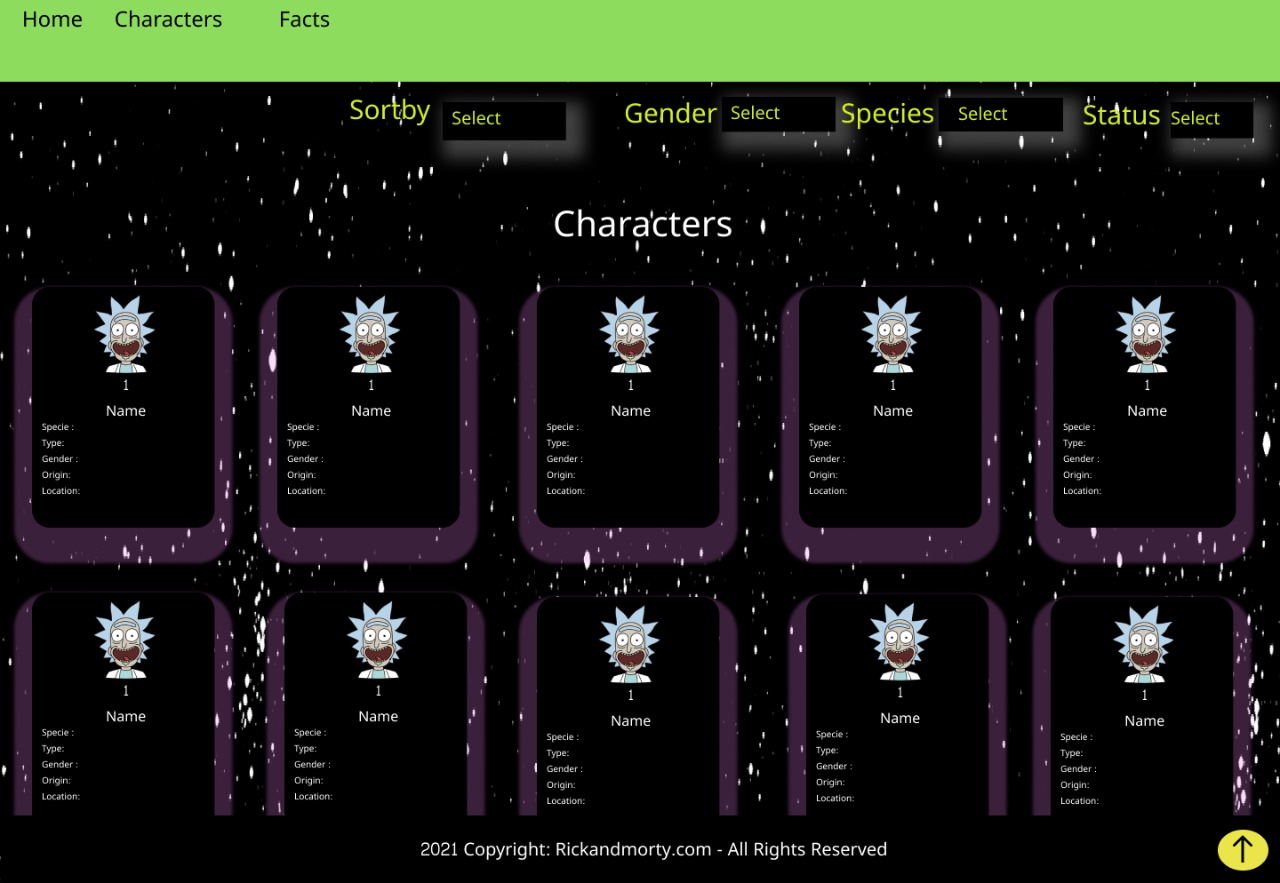 Home Characters Facts
Sortby Select Gender Select Species Select Status Select
Characters
1 1 1 1 1
Name Name Name Name Name
Specie : Specie : Specie : Specie : Specie :
Type: Type: Type: Type: Type:
Gender : Gender : Gender : Gender : Gender :
Origin: Origin: Origin: Origin: Origin:
Location: Location: Location: Location: Location:
1 1 1 1 1
Name Name Name Name Name
Specie : Specie : Specie : Specie : Specie :
Type: Type: Type: Type: Type:
Gender : Gender : Gender : Gender : Gender :
Origin: Origin: Origin: Origin: Origin:
Location: Location: Location: Location: Location:
2021 Copyright: Rickandmorty.com - All Rights Reserved